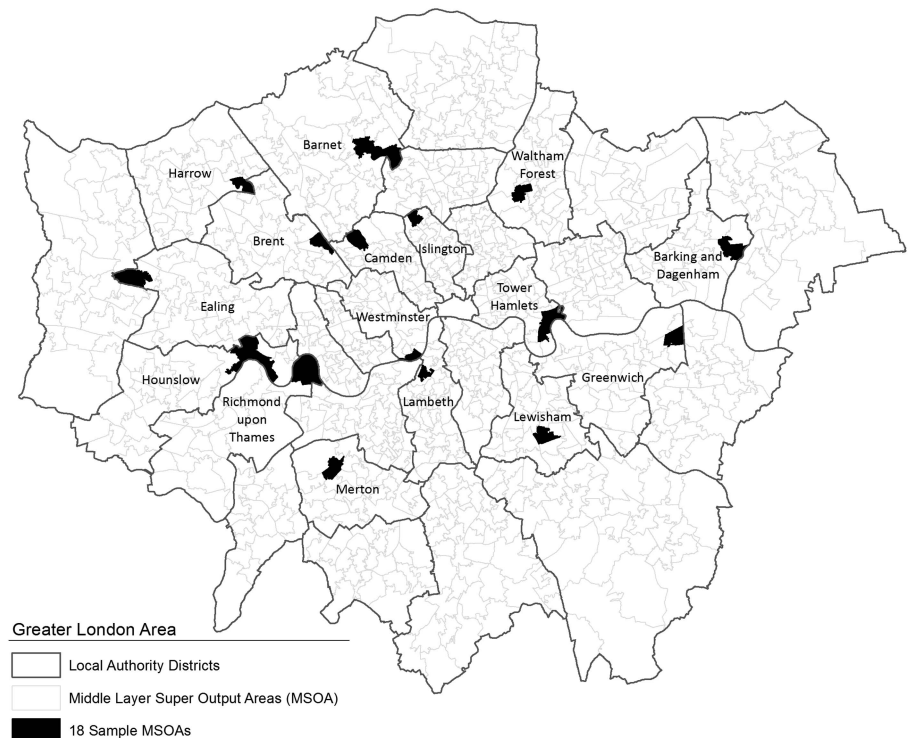 Barnet
Waltham
Forest
Harrow
Brent
Camden
Islington
Barking and
Dagenham
Tower
Hamlets
Ealing
Westminster
Hounslow
Greenwich
Richmond
upon
Thames
Lambeth
Lewisham
Merton
Greater London Area
Local Authority Districts
Middle Layer Super Output Areas (MSOA)
18 Sample MSOAs